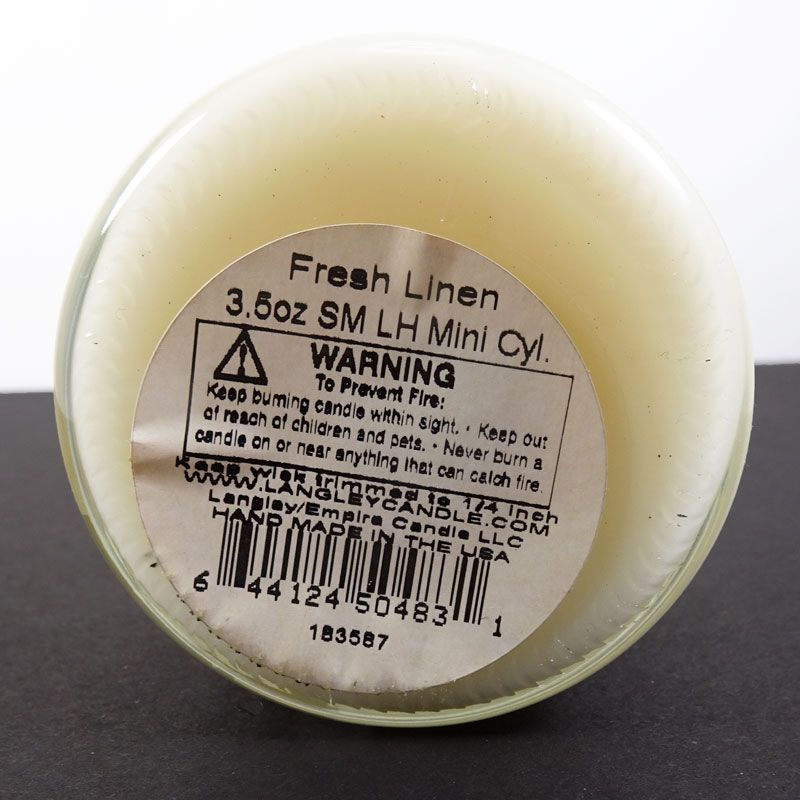 Fresh Linen
3.5oz SM LH Mini Cyl.
WARNING
To Prevent Fire:
Keep burning candle within sight. • Keep out
of reach of children and pets. • Never burn a
candle on or near anything that can catch fire.
Keep wick trimmed to 1/4 inch
WWW.LANGLEYCANDLE.COM
Langley/Empire Candle LLC
HAND MADE IN THE USA
6 44124 50483 1
183587